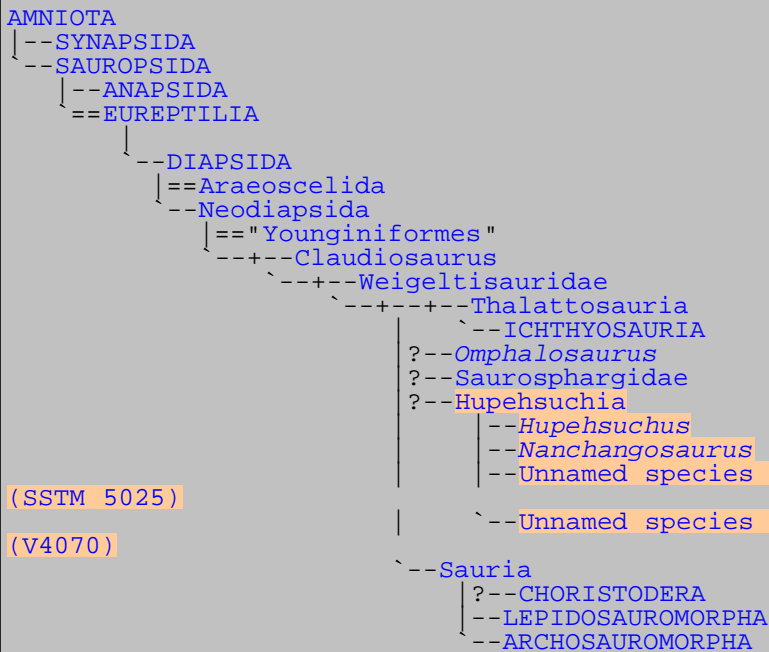 AMNIOTA
|--SYNAPSIDA
`--SAUROPSIDA
|--ANAPSIDA
`==EUREPTILIA
|
`--DIAPSIDA
|==Araeoscelida
`--Neodiapsida
|=="Younginiformes"
`--+--Claudiosaurus
`--+--Weigeltisauridae
`--+--+--Thalattosauria
| `--ICHTHYOSAURIA
|?--Omphalosaurus
|?--Saurosphargidae
|?--Hupehsuchia
| |--Hupehsuchus
| |--Nanchangosaurus
| |--Unnamed species
(SSTM 5025)
| `--Unnamed species
(V4070)
`--Sauria
|?--CHORISTODERA
|--LEPIDOSAUROMORPHA
`--ARCHOSAUROMORPHA